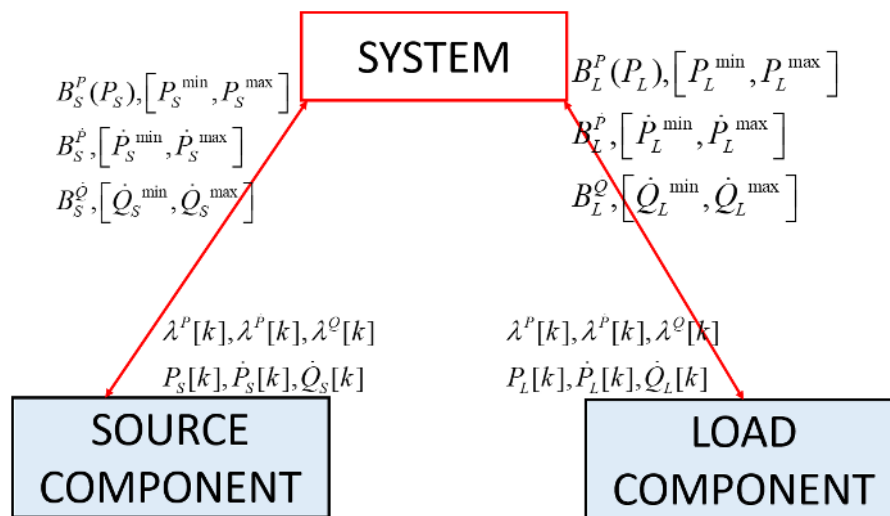 SYSTEM
B_S^P(P_S),[P_S^min, P_S^max]
B_S^Ṗ,[Ṗ_S^min, Ṗ_S^max]
B_S^Q̇,[Q̇_S^min, Q̇_S^max]
B_L^P(P_L),[P_L^min, P_L^max]
B_L^Ṗ,[Ṗ_L^min, Ṗ_L^max]
B_L^Q̇,[Q̇_L^min, Q̇_L^max]
λ^P[k],λ^Ṗ[k],λ^Q̇[k]
P_S[k],Ṗ_S[k],Q̇_S[k]
λ^P[k],λ^Ṗ[k],λ^Q̇[k]
P_L[k],Ṗ_L[k],Q̇_L[k]
SOURCE
COMPONENT
LOAD
COMPONENT